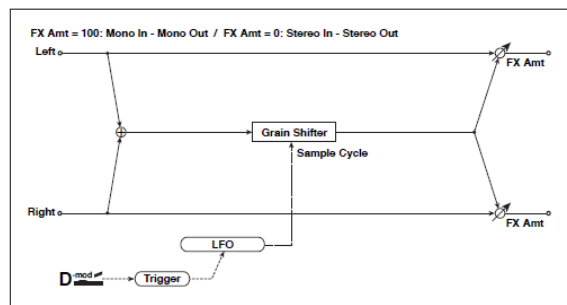 FX Amt = 100: Mono In - Mono Out / FX Amt = 0: Stereo In - Stereo Out
Left
FX Amt
Grain Shifter
Sample Cycle
Right
FX Amt
LFO
D-mod
Trigger